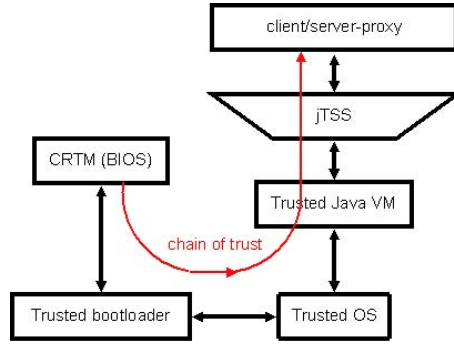 client/server-proxy
jTSS
CRTM (BIOS)
Trusted Java VM
chain of trust
Trusted bootloader
Trusted OS